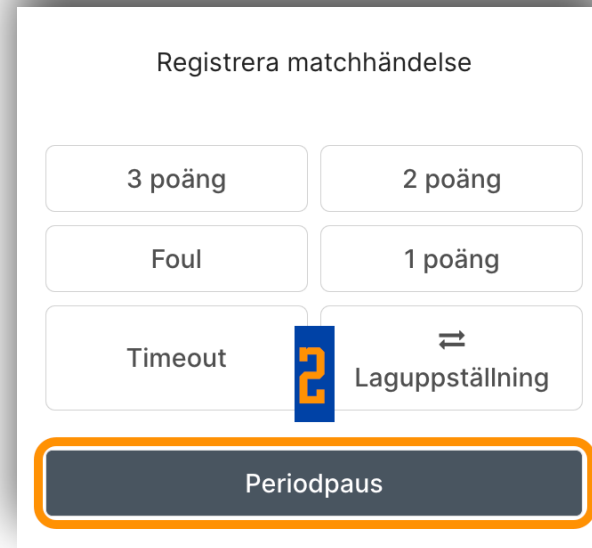 Registrera matchhändelse
3 poäng
2 poäng
Foul
1 poäng
Timeout
2
⇄
Laguppställning
Periodpaus